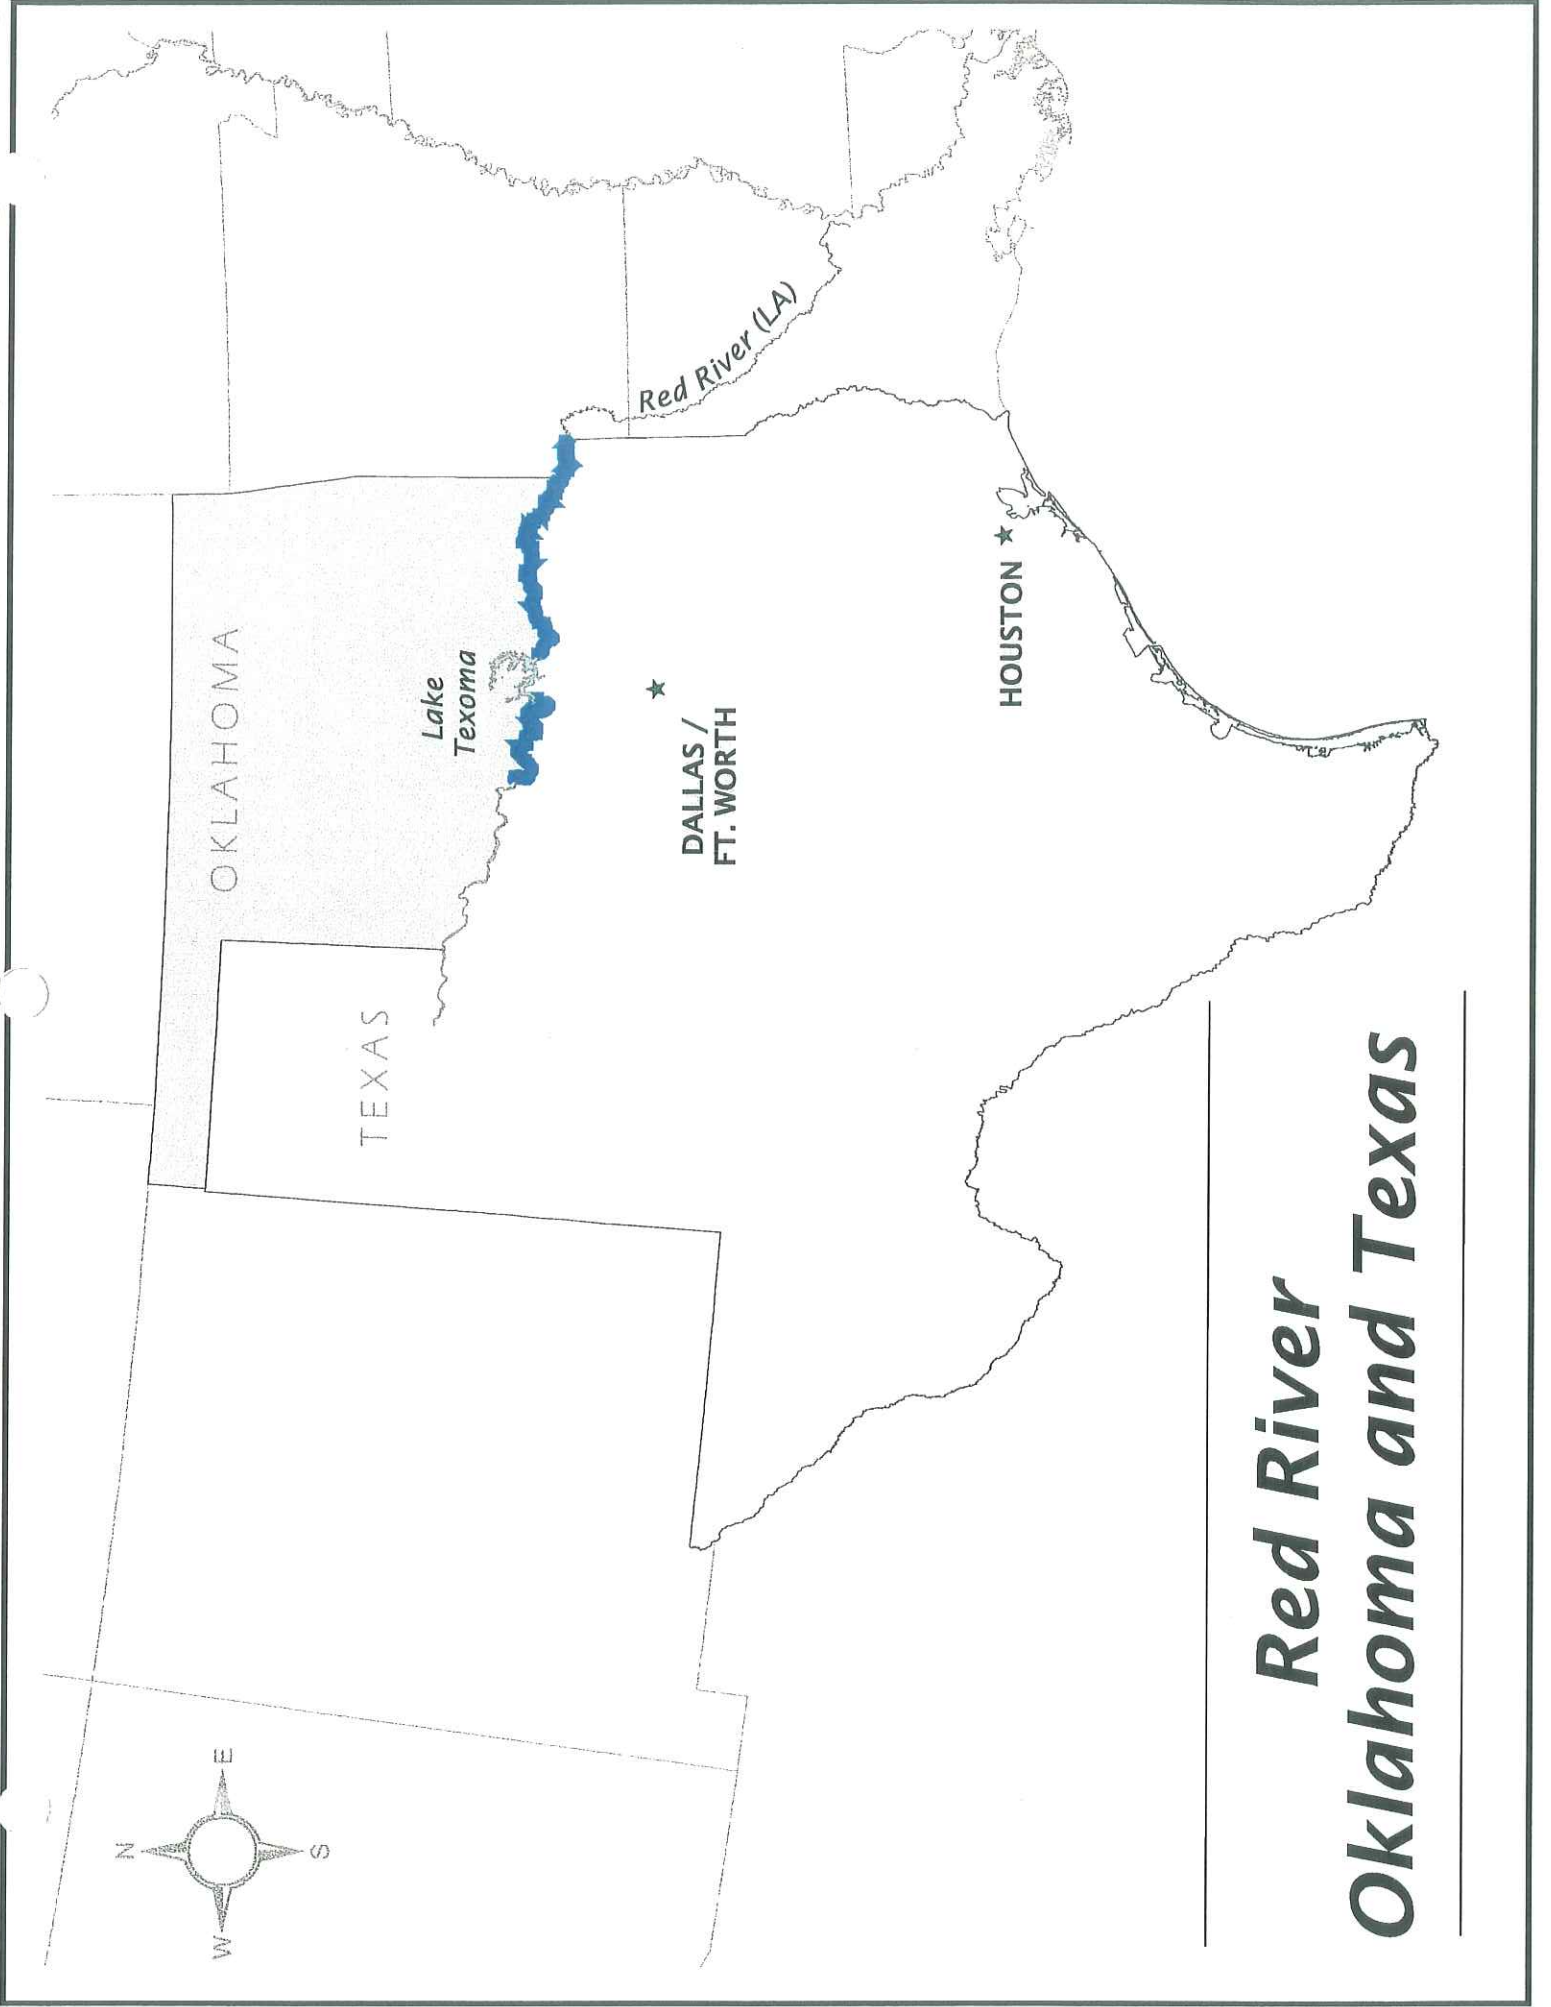 OKLAHOMA
Lake
Texoma
Red River (LA)
TEXAS
DALLAS /
FT. WORTH
HOUSTON
N
W
E
S
Red River
Oklahoma and Texas